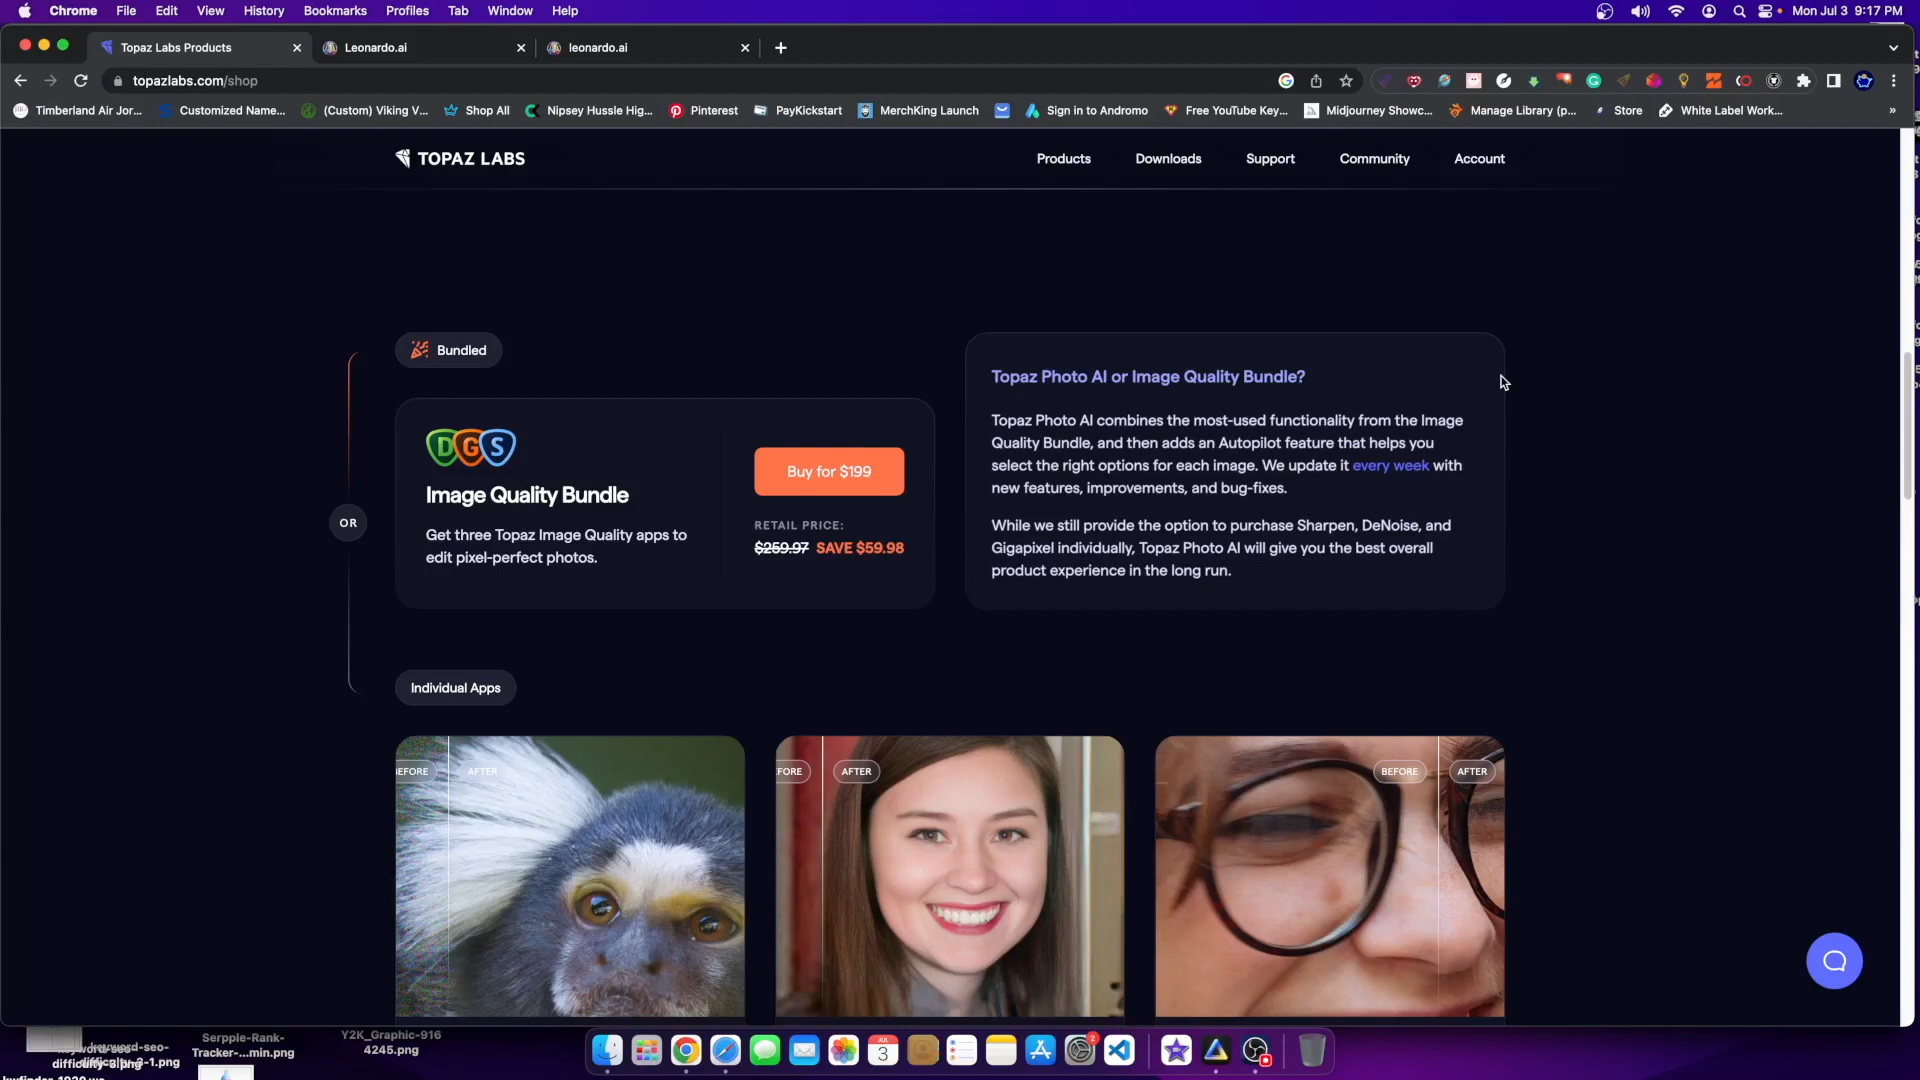 Chrome File Edit View History Bookmarks Profiles Tab Window Help
Mon Jul 3 9:17 PM
Topaz Labs Products
Leonardo.ai
leonardo.ai
topazlabs.com/shop
Timberland Air Jor...
Customized Name...
(Custom) Viking V...
Shop All
Nipsey Hussle Hig...
Pinterest
PayKickstart
MerchKing Launch
Sign in to Andromo
Free YouTube Key...
Midjourney Showc...
Manage Library (p...
Store
White Label Work...
TOPAZ LABS
Products
Downloads
Support
Community
Account
Bundled
DGS
Image Quality Bundle
Get three Topaz Image Quality apps to
edit pixel-perfect photos.
Buy for $199
RETAIL PRICE:
$259.97 SAVE $59.98
OR
Topaz Photo AI or Image Quality Bundle?
Topaz Photo AI combines the most-used functionality from the Image
Quality Bundle, and then adds an Autopilot feature that helps you
select the right options for each image. We update it every week with
new features, improvements, and bug-fixes.
While we still provide the option to purchase Sharpen, DeNoise, and
Gigapixel individually, Topaz Photo AI will give you the best overall
product experience in the long run.
Individual Apps
BEFORE
AFTER
FORE
AFTER
BEFORE
AFTER
Serpple-Rank-
Tracker-...min.png
Y2K_Graphic-916
4245.png
JUL
3
2